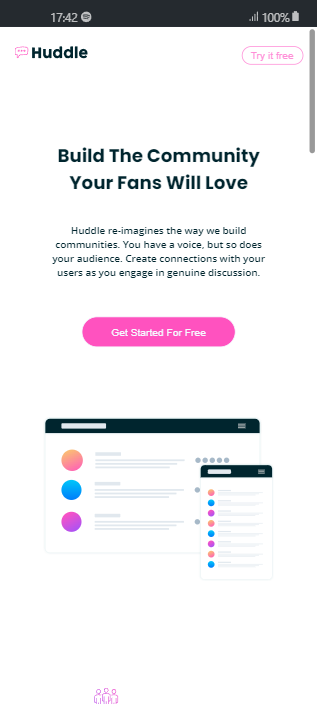 17:42
100%
Huddle
Try it free
Build The Community
Your Fans Will Love
Huddle re-imagines the way we build
communities. You have a voice, but so does
your audience. Create connections with your
users as you engage in genuine discussion.
Get Started For Free